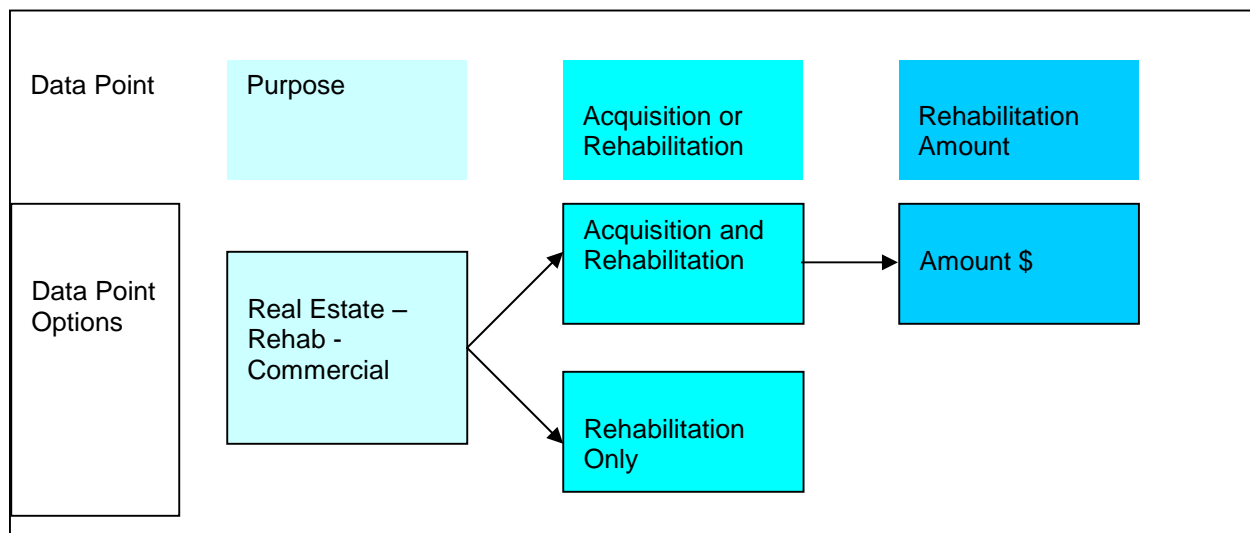 Data Point
Purpose
Acquisition or
Rehabilitation
Rehabilitation
Amount
Data Point
Options
Real Estate –
Rehab -
Commercial
Acquisition and
Rehabilitation
Amount $
Rehabilitation
Only